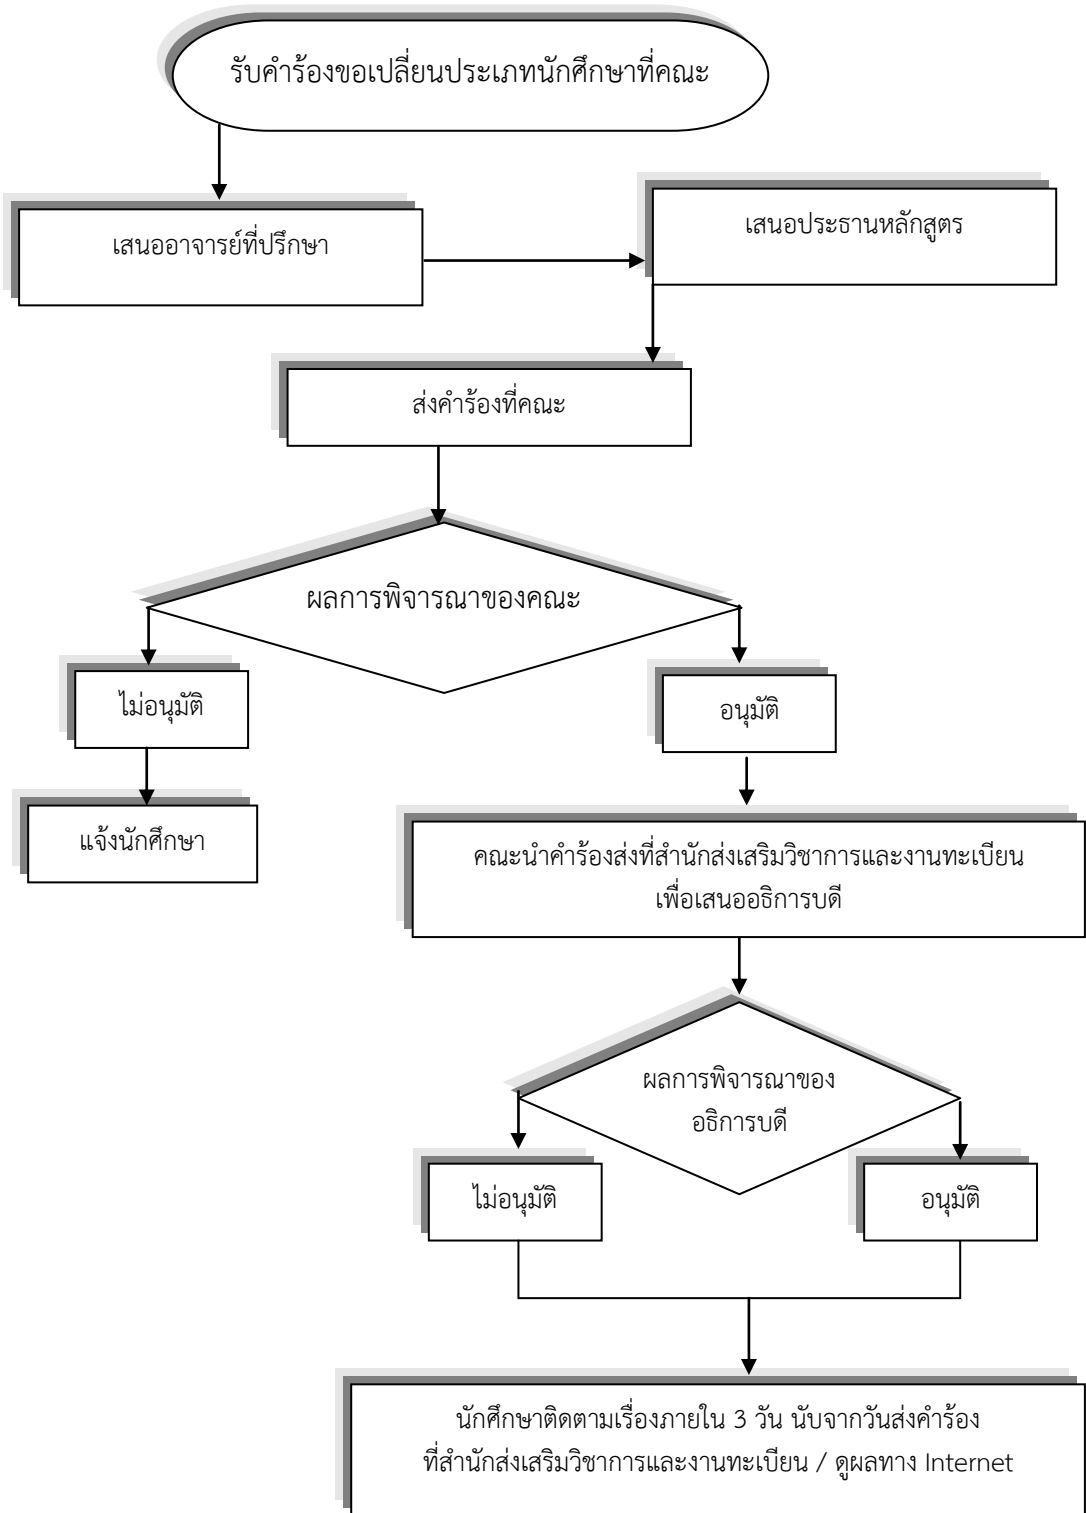 รับคำร้องขอเปลี่ยนประเภทนักศึกษาที่คณะ
เสนออาจารย์ที่ปรึกษา
เสนอประธานหลักสูตร
ส่งคำร้องที่คณะ
ผลการพิจารณาของคณะ
ไม่อนุมัติ
อนุมัติ
แจ้งนักศึกษา
คณะนำคำร้องส่งที่สำนักส่งเสริมวิชาการและงานทะเบียน
เพื่อเสนออธิการบดี
ผลการพิจารณาของ
อธิการบดี
ไม่อนุมัติ
อนุมัติ
นักศึกษาติดตามเรื่องภายใน 3 วัน นับจากวันส่งคำร้อง
ที่สำนักส่งเสริมวิชาการและงานทะเบียน / ดูผลทาง Internet